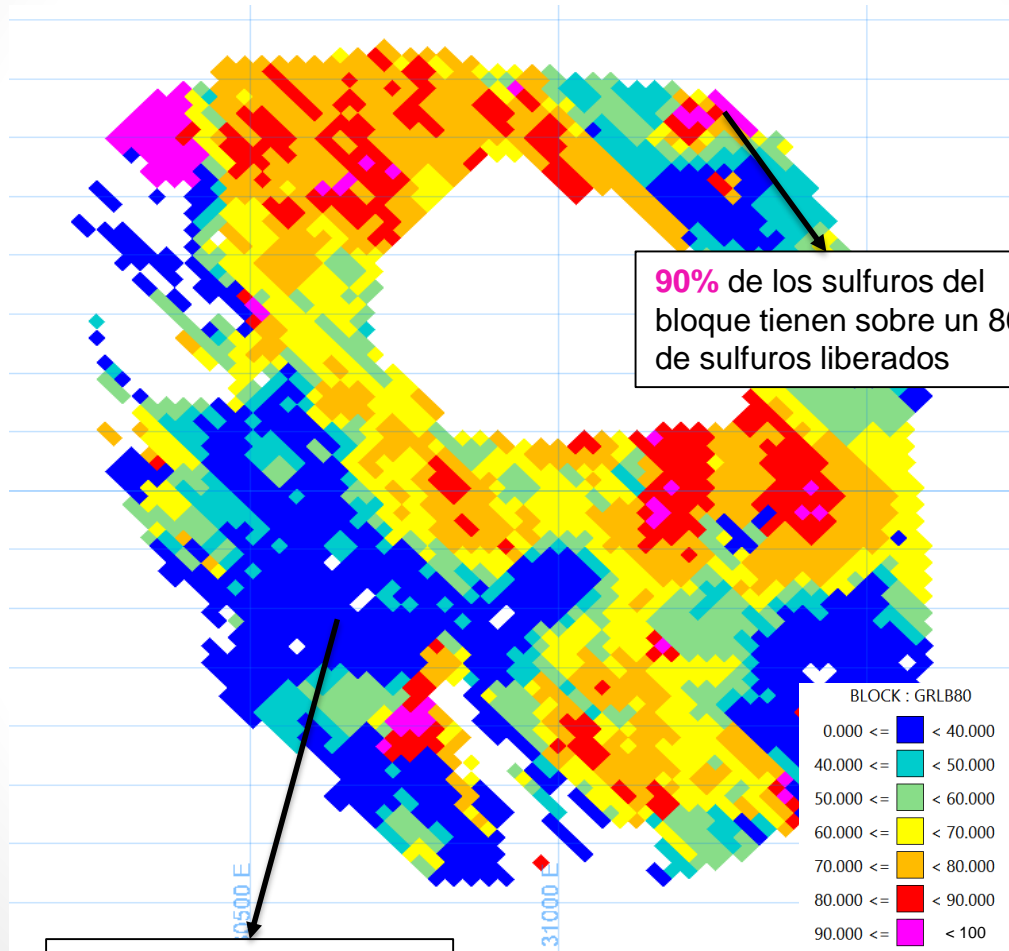 90% de los sulfuros del
bloque tienen sobre un 80
de sulfuros liberados
BLOCK : GRLB80
0.000 <= < 40.000
40.000 <= < 50.000
50.000 <= < 60.000
60.000 <= < 70.000
70.000 <= < 80.000
80.000 <= < 90.000
90.000 <= < 100
0500 E
31000 E